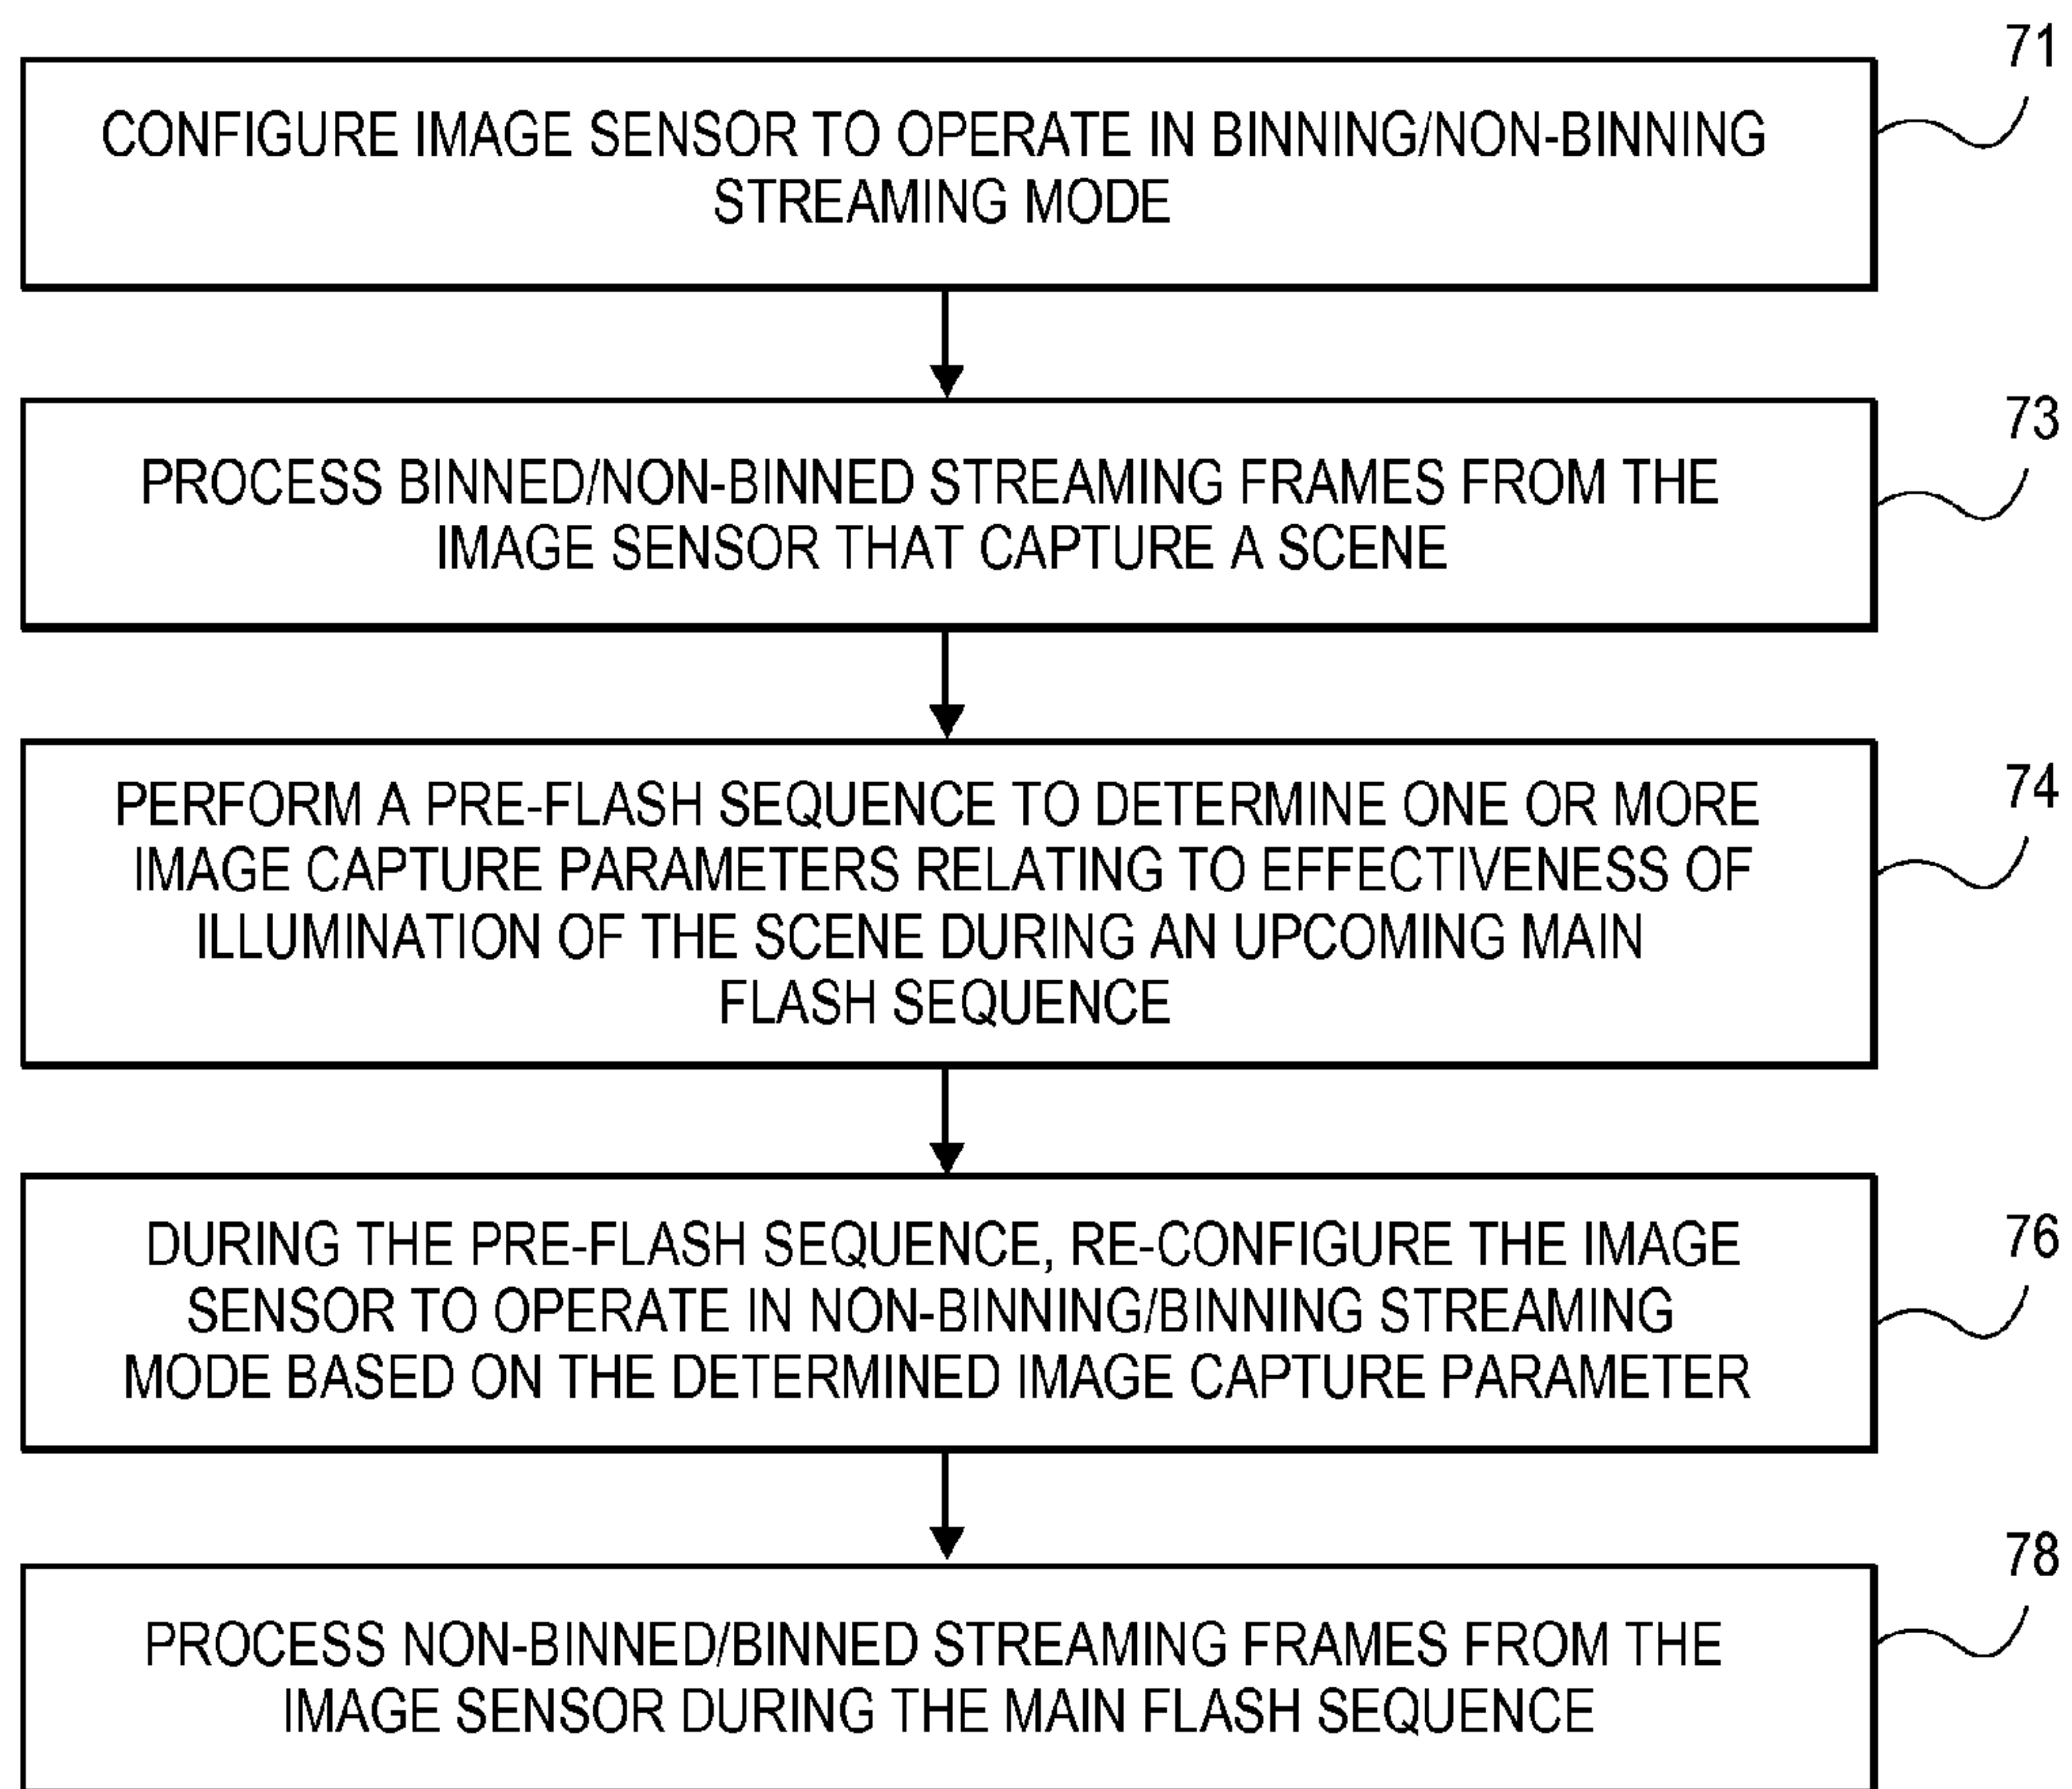 71
CONFIGURE IMAGE SENSOR TO OPERATE IN BINNING/NON-BINNING
STREAMING MODE
73
PROCESS BINNED/NON-BINNED STREAMING FRAMES FROM THE
IMAGE SENSOR THAT CAPTURE A SCENE
74
PERFORM A PRE-FLASH SEQUENCE TO DETERMINE ONE OR MORE
IMAGE CAPTURE PARAMETERS RELATING TO EFFECTIVENESS OF
ILLUMINATION OF THE SCENE DURING AN UPCOMING MAIN
FLASH SEQUENCE
76
DURING THE PRE-FLASH SEQUENCE, RE-CONFIGURE THE IMAGE
SENSOR TO OPERATE IN NON-BINNING/BINNING STREAMING
MODE BASED ON THE DETERMINED IMAGE CAPTURE PARAMETER
78
PROCESS NON-BINNED/BINNED STREAMING FRAMES FROM THE
IMAGE SENSOR DURING THE MAIN FLASH SEQUENCE